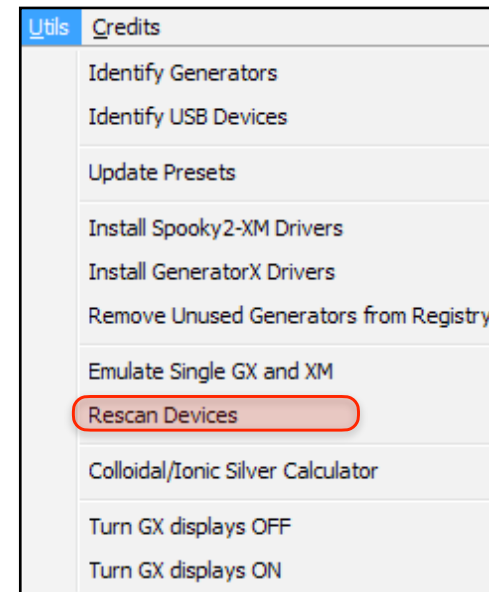 Utils Credits
Identify Generators
Identify USB Devices
Update Presets
Install Spooky2-XM Drivers
Install GeneratorX Drivers
Remove Unused Generators from Registry
Emulate Single GX and XM
Rescan Devices
Colloidal/Ionic Silver Calculator
Turn GX displays OFF
Turn GX displays ON